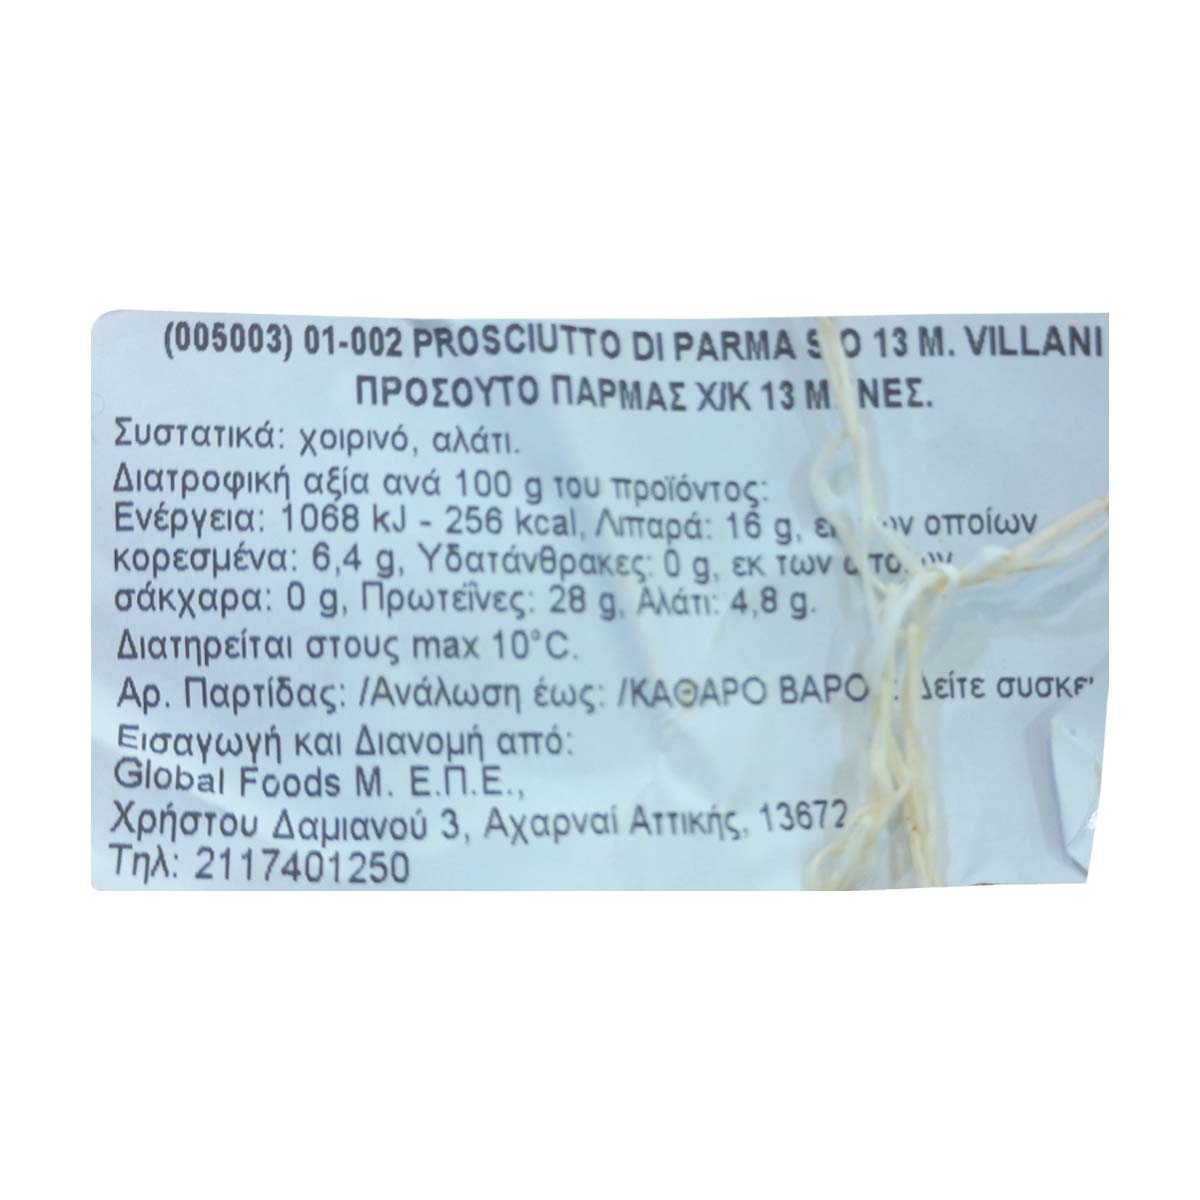 (005003) 01-002 PROSCIUTTO DI PARMA 13 M. VILLANI
ΠΡΟΣΟΥΤΟ ΠΑΡΜΑΣ Χ/Κ 13
Συστατικά: χοιρινό, αλάτι.
Διατροφική αξία ανά 100 g του προϊόντος:
Ενέργεια: 1068 kJ - 256 kcal, Λιπαρά: 16 g, οποίων
κορεσμένα: 6,4 g, Υδατάνθρακες: 0 g, εκ των
σάκχαρα: 0 g, Πρωτεΐνες: 28 g, Αλάτι: 4,8 g.
Διατηρείται στους max 10°C.
Αρ. Παρτίδας: /Ανάλωση έως: /ΚΑΘΑΡΟ Δείτε
Εισαγωγή και Διανομή από:
Global Foods Μ. Ε.Π.Ε.,
Χρήστου Δαμιανού 3, Αχαρναί Αττικής, 13672
Τηλ: 2117401250